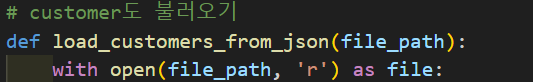 # customer도 불러오기
def load_customers_from_json(file_path):
    with open(file_path, 'r') as file: